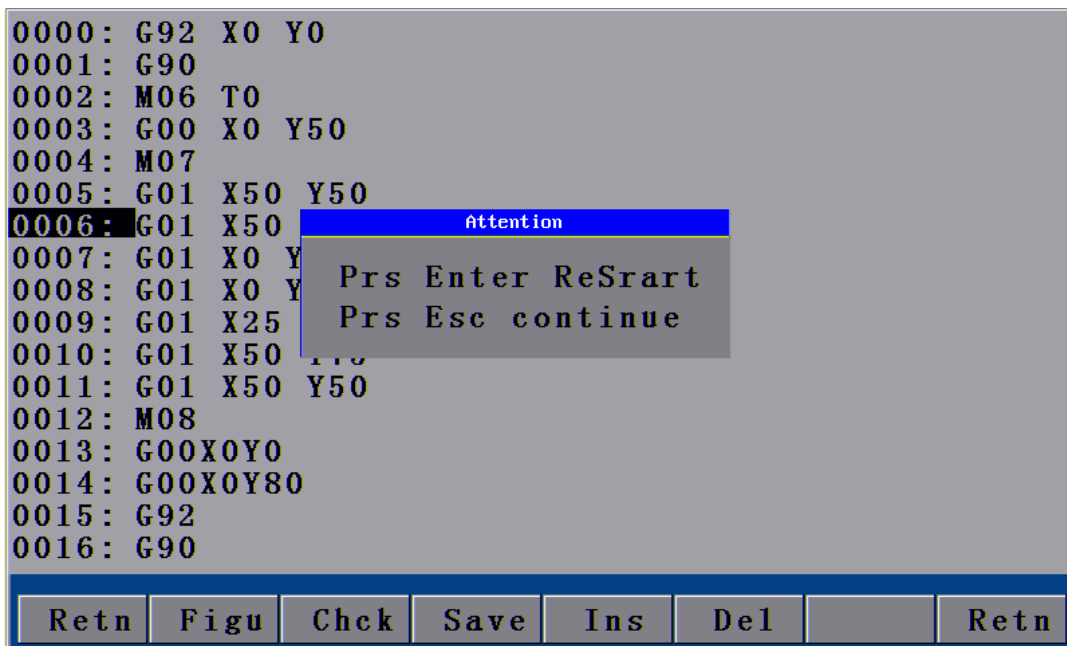 0000: G92 X0 Y0
0001: G90
0002: M06 T0
0003: G00 X0 Y50
0004: M07
0005: G01 X50 Y50
0006: G01 X50
0007: G01 X0 Y
0008: G01 X0 Y
0009: G01 X25
0010: G01 X50
0011: G01 X50 Y50
0012: M08
0013: G00X0Y0
0014: G00X0Y80
0015: G92
0016: G90
Attention
Prs Enter ReSrart
Prs Esc continue
Retn Figu Chck Save Ins Del Retn